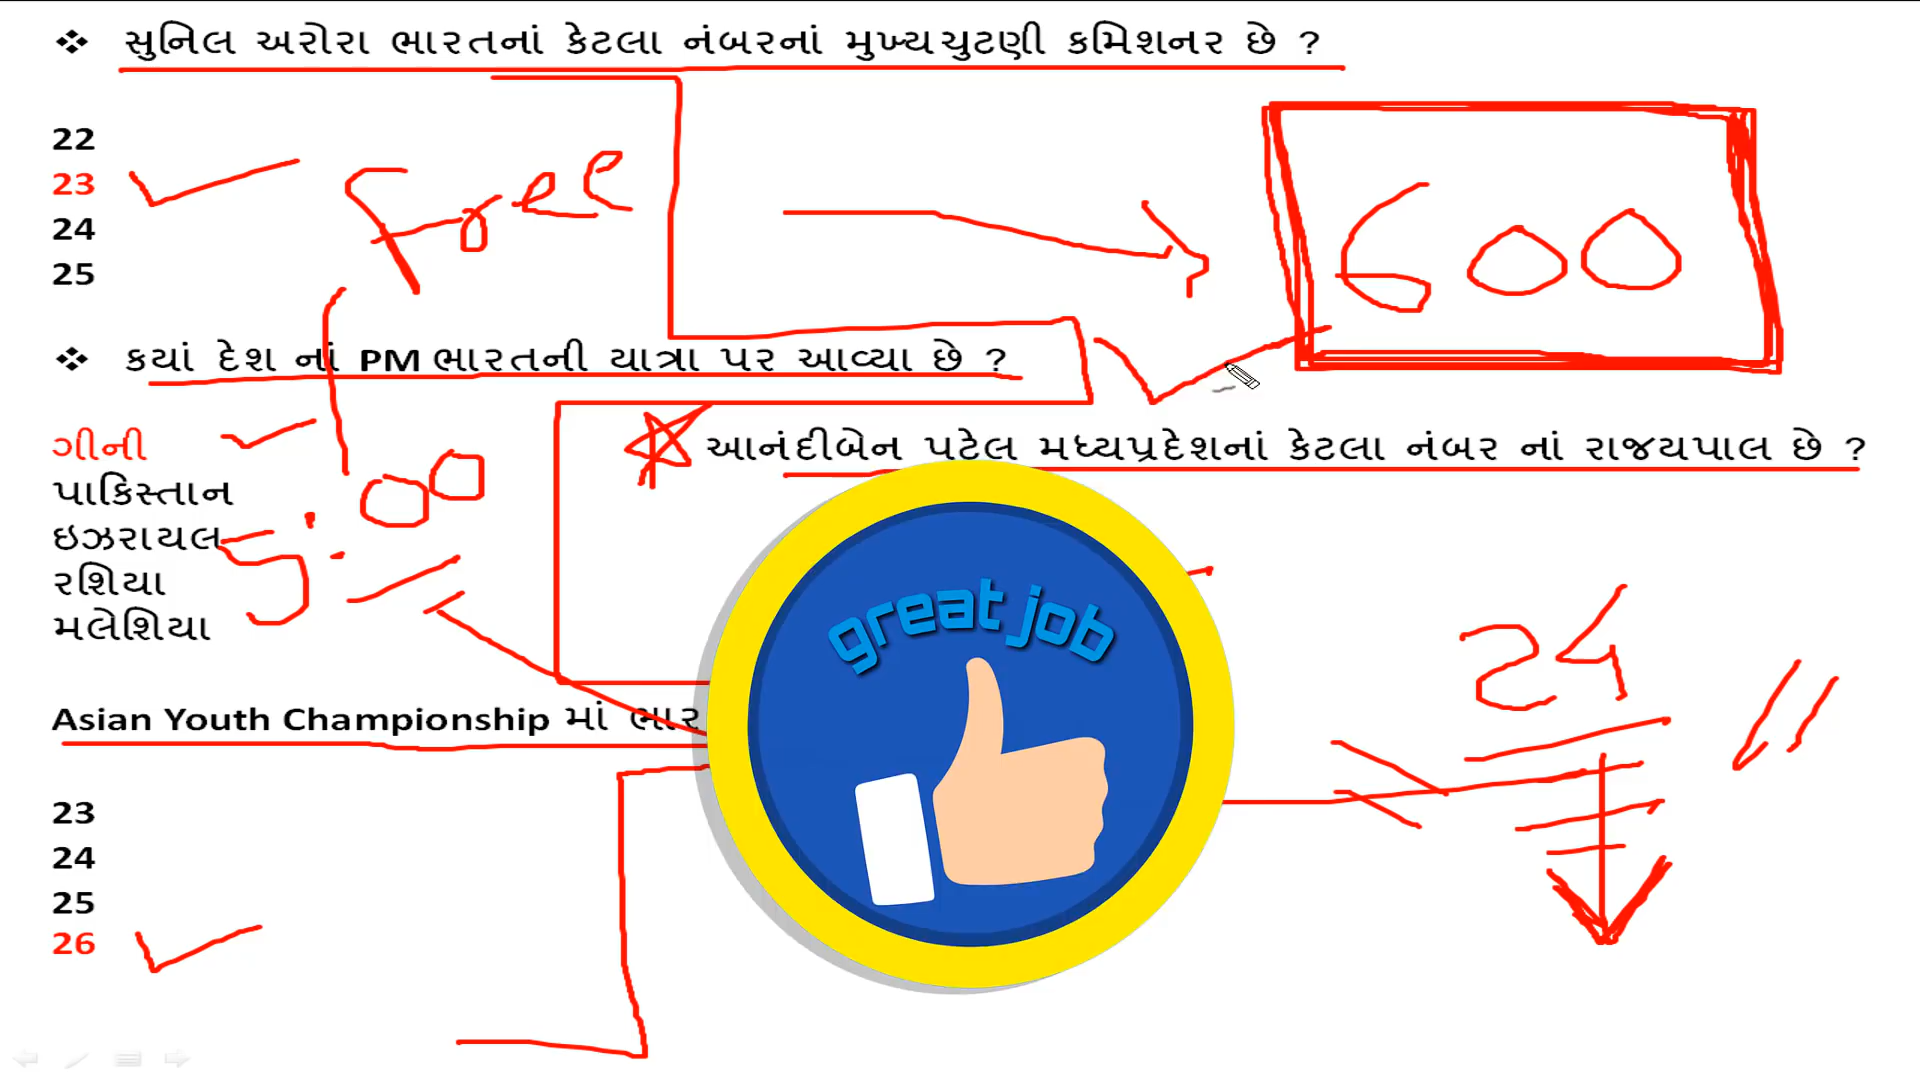 ❖ સુનિલ અરોરા ભારતનાં કેટલા નંબરનાં મુખ્યચુટણી કમિશનર છે ?
22
23
24
25
free
600
❖ કયાં દેશ નાં PM ભારતની યાત્રા પર આવ્યા છે ?
ગીની
પાકિસ્તાન
ઇઝરાયલ
રશિયા
મલેશિયા
5:00
આનંદીબેન પટેલ મધ્યપ્રદેશનાં કેટલા નંબર નાં રાજયપાલ છે ?
great job
24
Asian Youth Championship માં ભાર
23
24
25
26